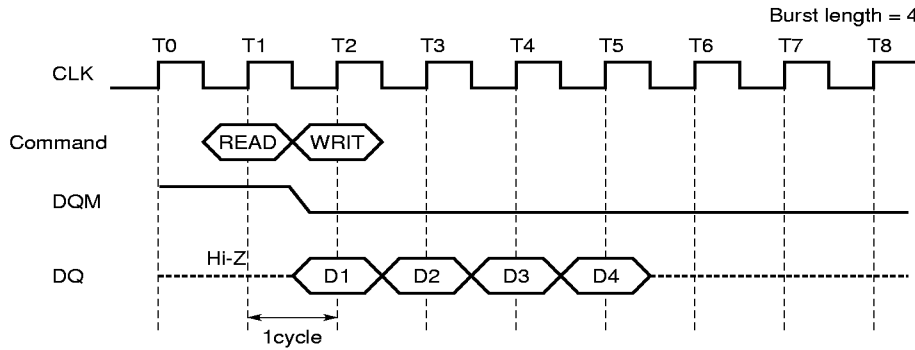 Burst length = 4
T0 T1 T2 T3 T4 T5 T6 T7 T8
CLK
Command READ WRIT
DQM
Hi-Z
DQ D1 D2 D3 D4
1cycle